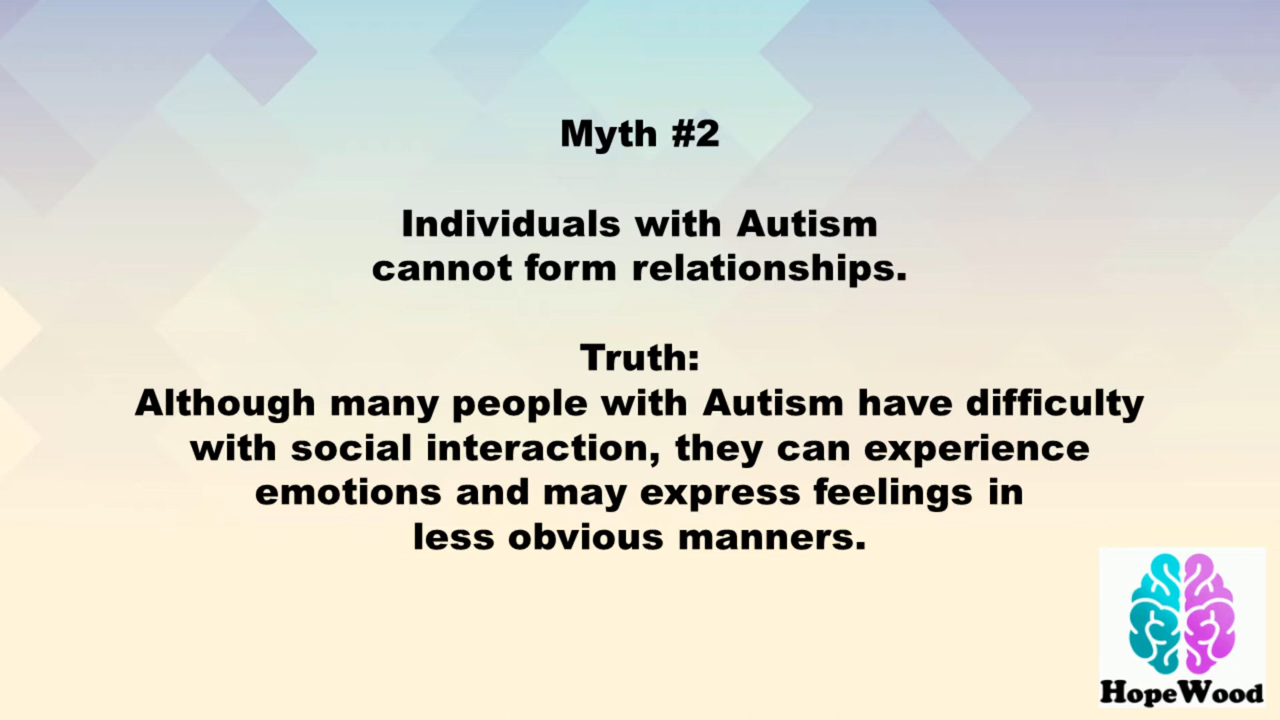 Myth #2
Individuals with Autism
cannot form relationships.
Truth:
Although many people with Autism have difficulty
with social interaction, they can experience
emotions and may express feelings in
less obvious manners.
HopeWood